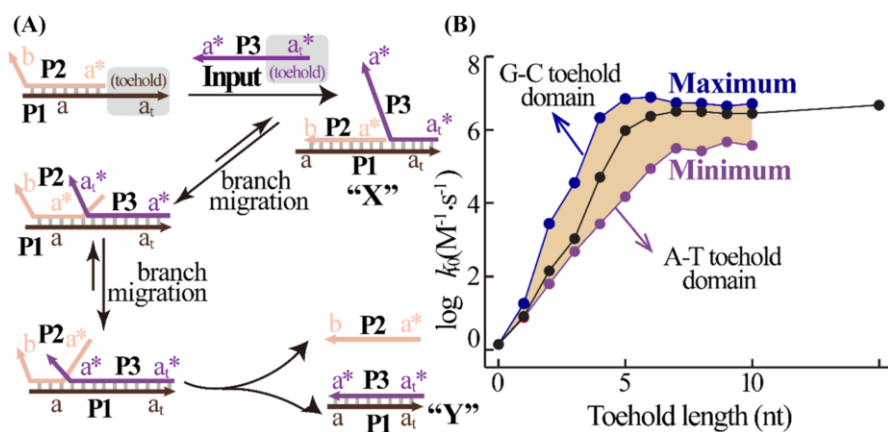 (A)
b
P2
a*
(toehold)
P1
a
aₜ
a*
P3
aₜ*
Input
(toehold)
a*
P3
P2
a*
aₜ*
a
P1
aₜ
“X”
branch
migration
b
P2
aₜ*
a*
P3
a*
P1
a
aₜ
branch
migration
b
P2
a*
a*
P3
aₜ*
a
P1
aₜ
b
P2
a*
a*
P3
aₜ*
a
P1
aₜ
“Y”
(B)
G-C toehold
domain
Maximum
Minimum
A-T toehold
domain
log k₀(M⁻¹·s⁻¹)
8
6
4
2
0
0
5
10
Toehold length (nt)